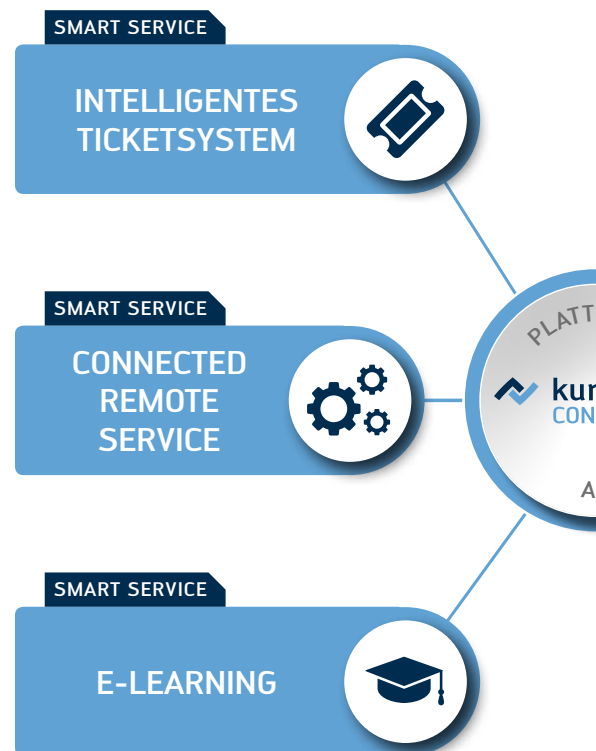 SMART SERVICE
INTELLIGENTES
TICKETSYSTEM
SMART SERVICE
CONNECTED
REMOTE
SERVICE
SMART SERVICE
E-LEARNING